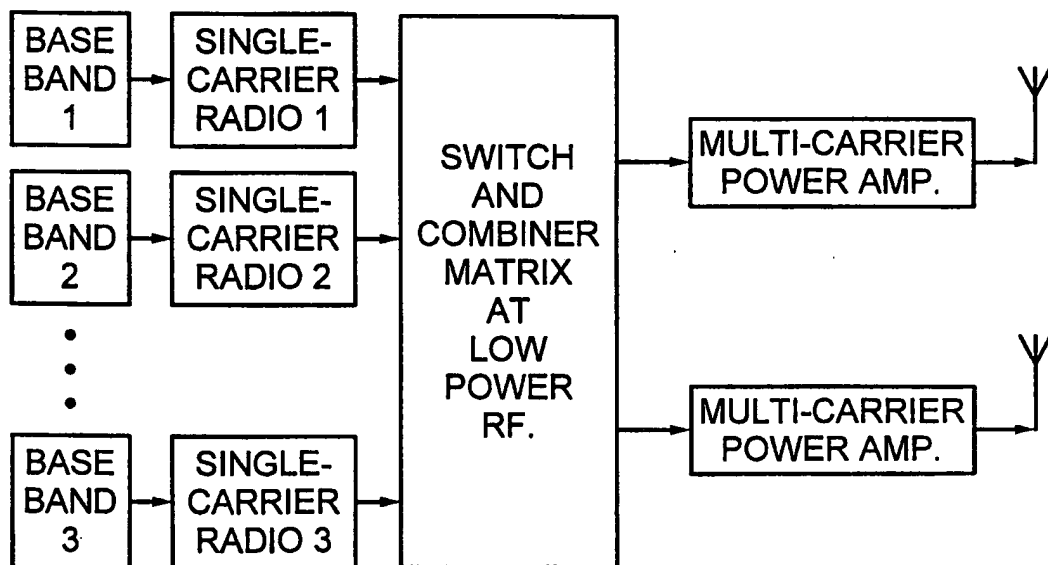 BASE
BAND
1
SINGLE-
CARRIER
RADIO 1
BASE
BAND
2
SINGLE-
CARRIER
RADIO 2
BASE
BAND
3
SINGLE-
CARRIER
RADIO 3
SWITCH
AND
COMBINER
MATRIX
AT
LOW
POWER
RF.
MULTI-CARRIER
POWER AMP.
MULTI-CARRIER
POWER AMP.